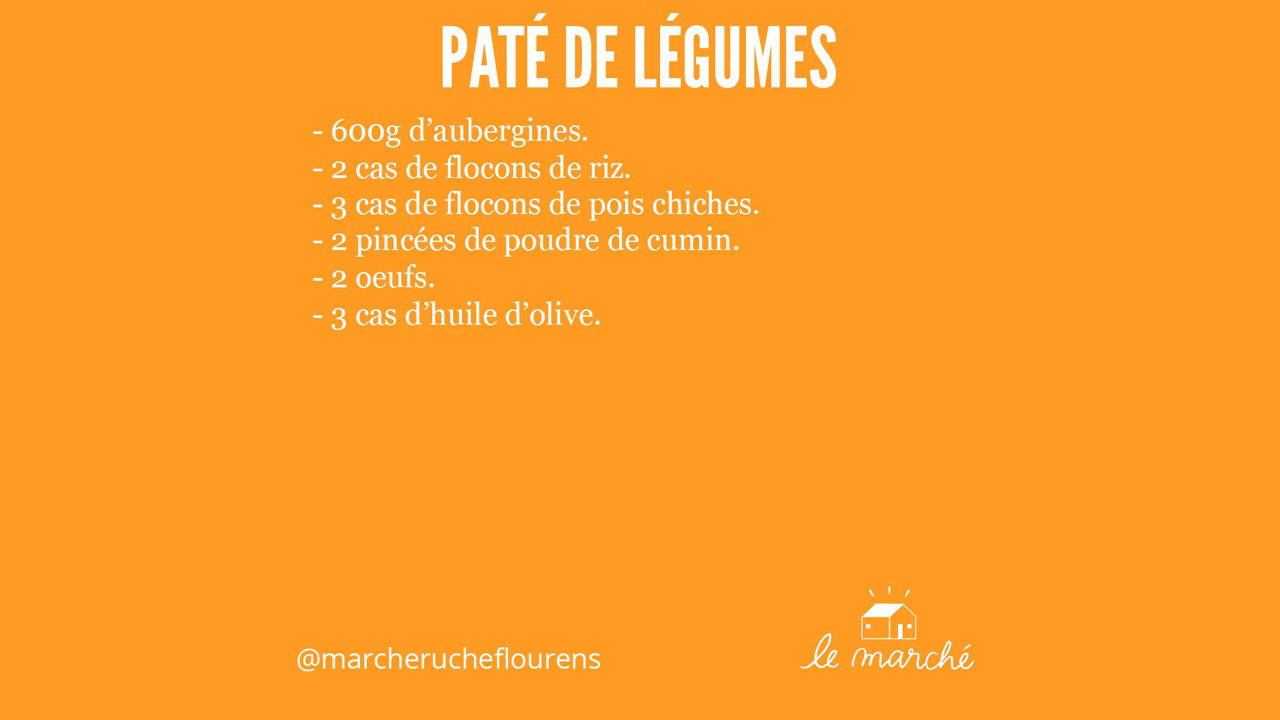 PATÉ DE LÉGUMES
- 600g d’aubergines.
- 2 cas de flocons de riz.
- 3 cas de flocons de pois chiches.
- 2 pincées de poudre de cumin.
- 2 oeufs.
- 3 cas d’huile d’olive.
@marcherucheflourens
le marché